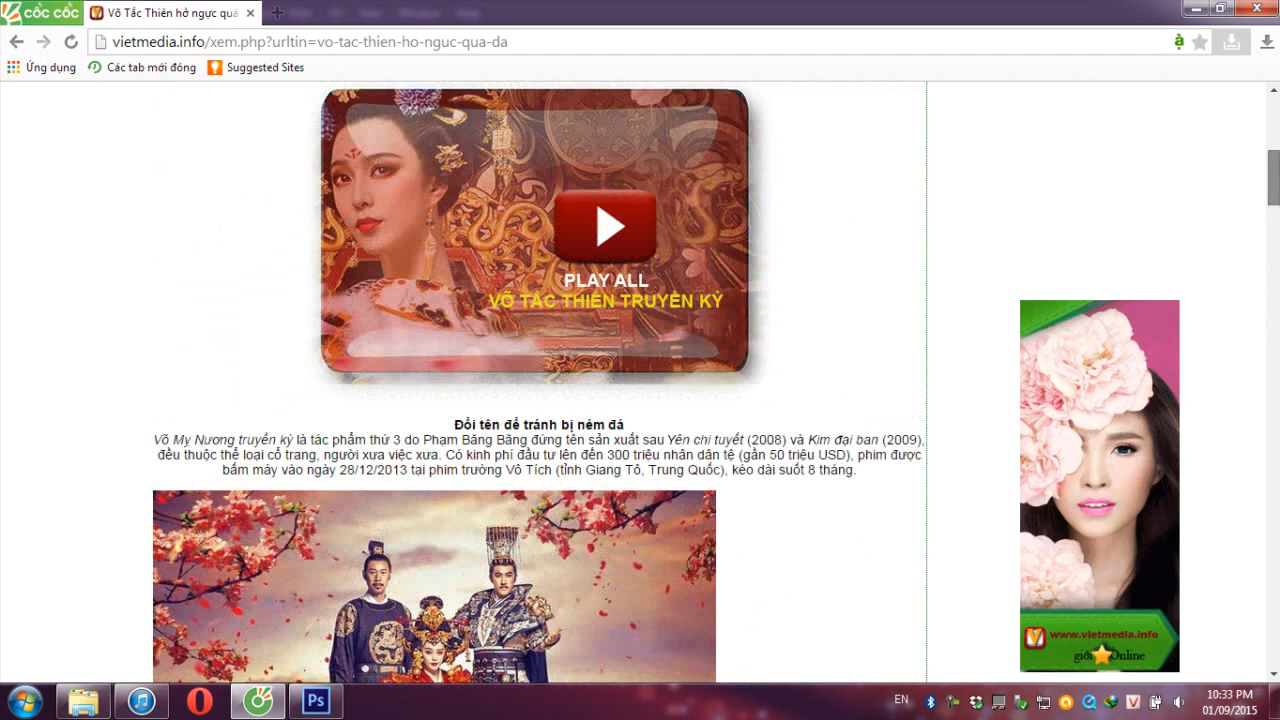 cốc cốc
Võ Tắc Thiên hở ngực quá
vietmedia.info/xem.php?urltin=vo-tac-thien-ho-nguc-qua-da
Ứng dụng
Các tab mới đóng
Suggested Sites
PLAY ALL
VÕ TẮC THIÊN TRUYỀN KỲ
Đổi tên để tránh bị ném đá
Võ Mỵ Nương truyền kỳ là tác phẩm thứ 3 do Phạm Băng Băng đứng tên sản xuất sau Yên chi tuyết (2008) và Kim đại ban (2009),
đều thuộc thể loại cổ trang, người xưa việc xưa. Có kinh phí đầu tư lên đến 300 triệu nhân dân tệ (gần 50 triệu USD), phim được
bấm máy vào ngày 28/12/2013 tại phim trường Vô Tích (tỉnh Giang Tô, Trung Quốc), kéo dài suốt 8 tháng.
www.vietmedia.info
giới Online
Ps
EN
10:33 PM
01/09/2015